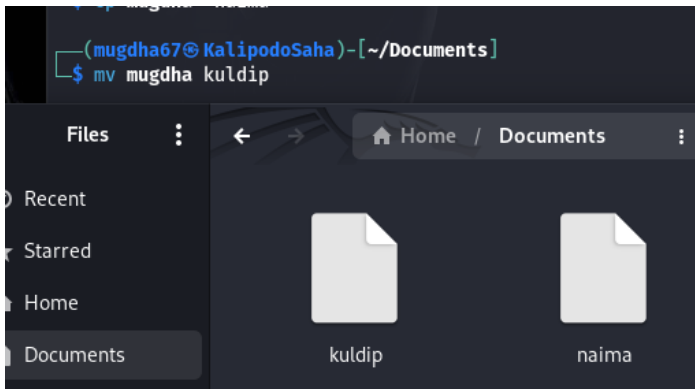 ┌──(mugdha67㉿KalipodoSaha)-[~/Documents]
└─$ mv mugdha kuldip
Files
Home / Documents
Recent
Starred
Home
Documents
kuldip
naima